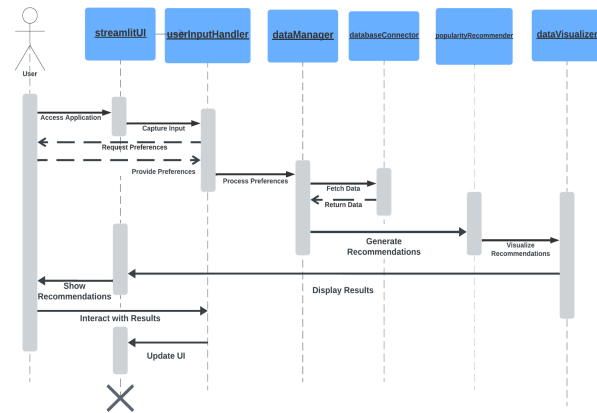 streamlitUI
userInputHandler
dataManager
databaseConnector
popularityRecommender
dataVisualizer
User
Access Application
Capture Input
Request Preferences
Provide Preferences
Process Preferences
Fetch Data
Return Data
Generate
Recommendations
Visualize
Recommendations
Show
Recommendations
Display Results
Interact with Results
Update UI